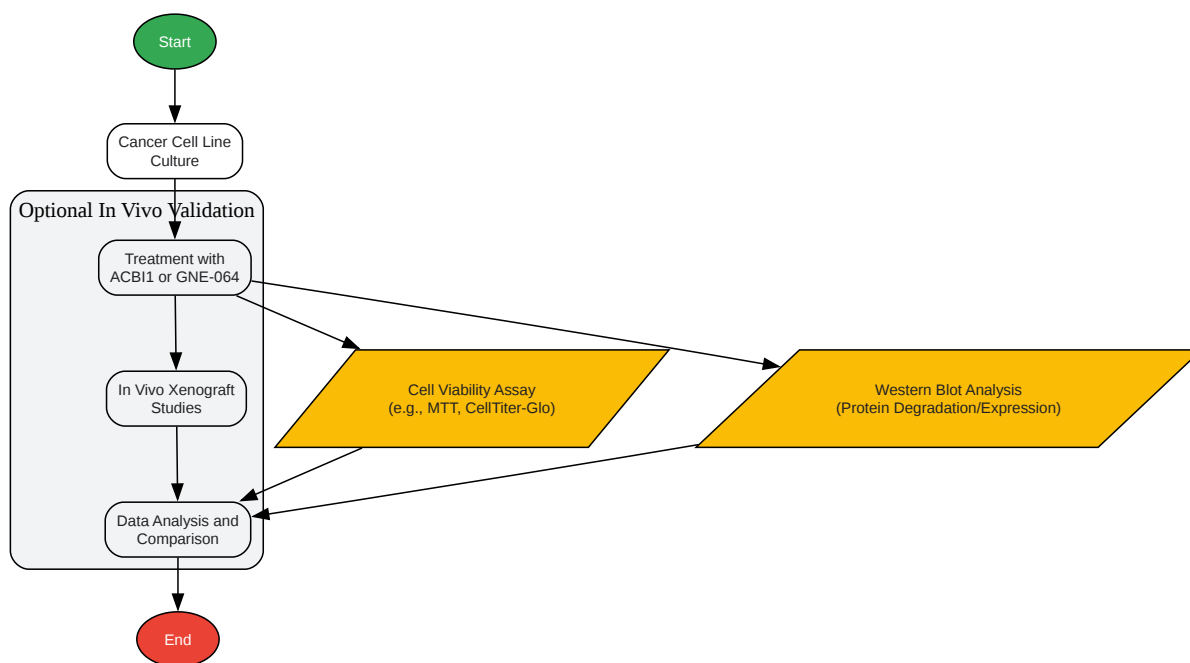 Start
Cancer Cell Line
Culture
Optional In Vivo Validation
Treatment with
ACBI1 or GNE-064
In Vivo Xenograft
Studies
Cell Viability Assay
(e.g., MTT, CellTiter-Glo)
Western Blot Analysis
(Protein Degradation/Expression)
Data Analysis and
Comparison
End